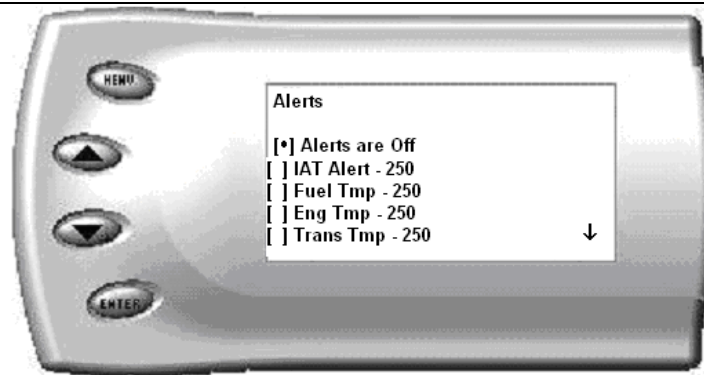 MENU
Alerts
[•] Alerts are Off
[ ] IAT Alert - 250
[ ] Fuel Tmp - 250
[ ] Eng Tmp - 250
[ ] Trans Tmp - 250 ↓
ENTER